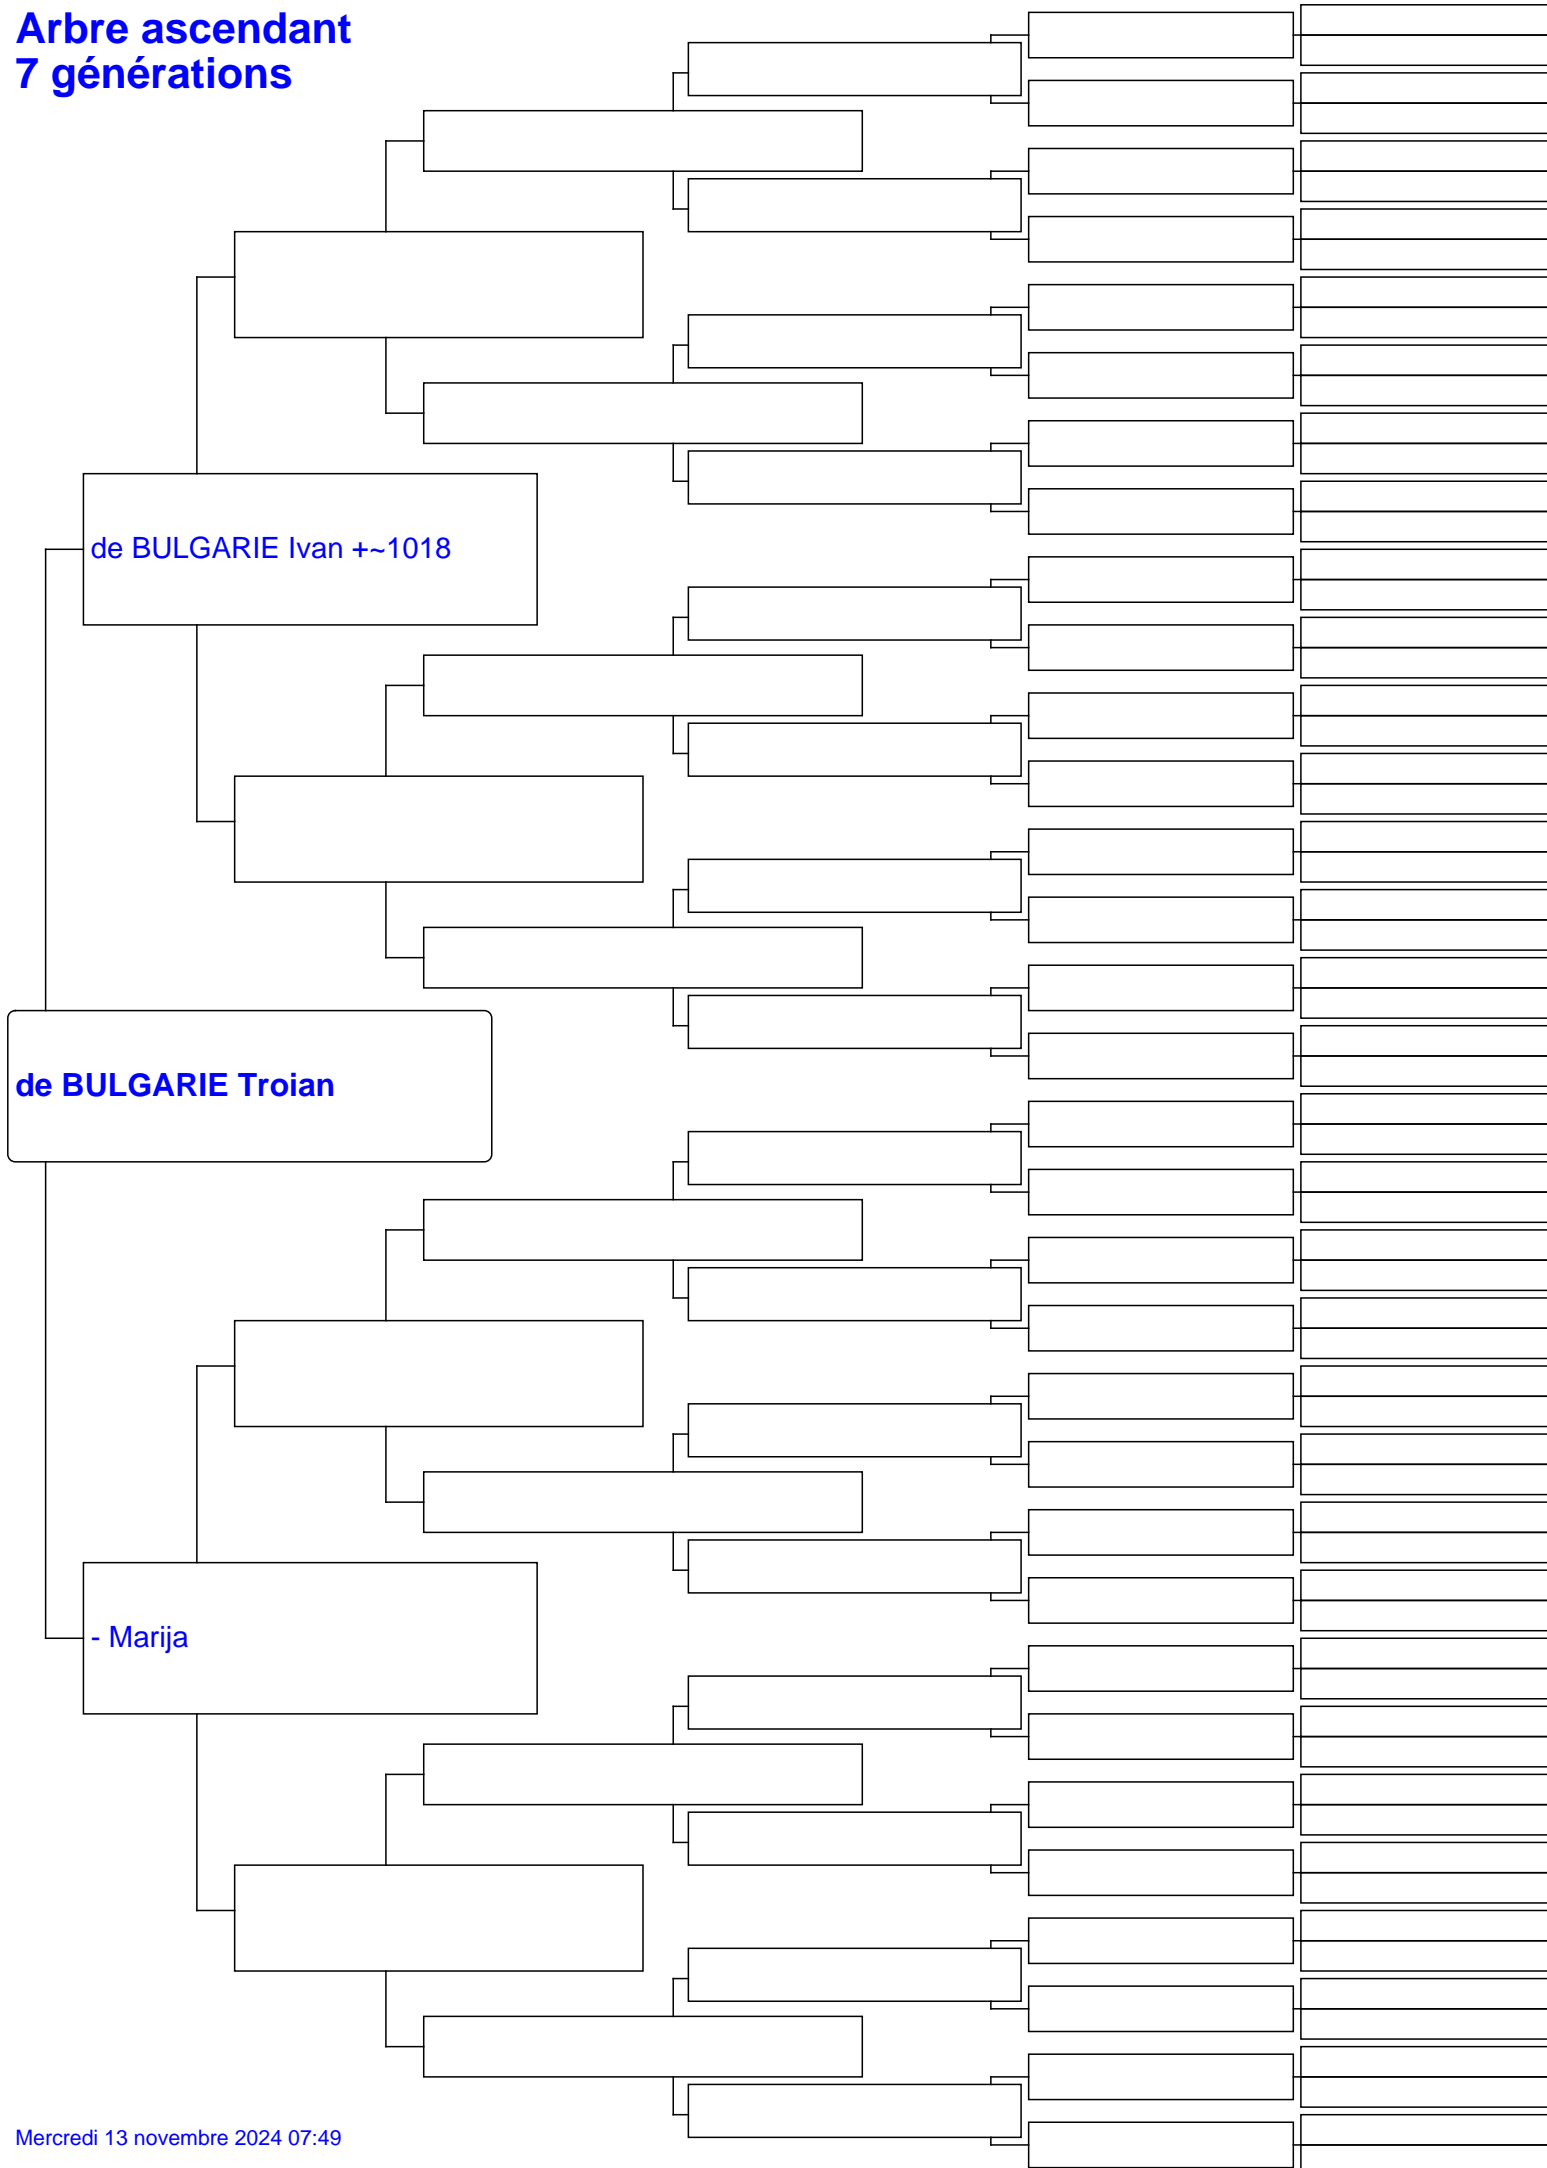 Arbre ascendant
7 générations
de BULGARIE Ivan +~1018
de BULGARIE Troian
- Marija
Mercredi 13 novembre 2024 07:49